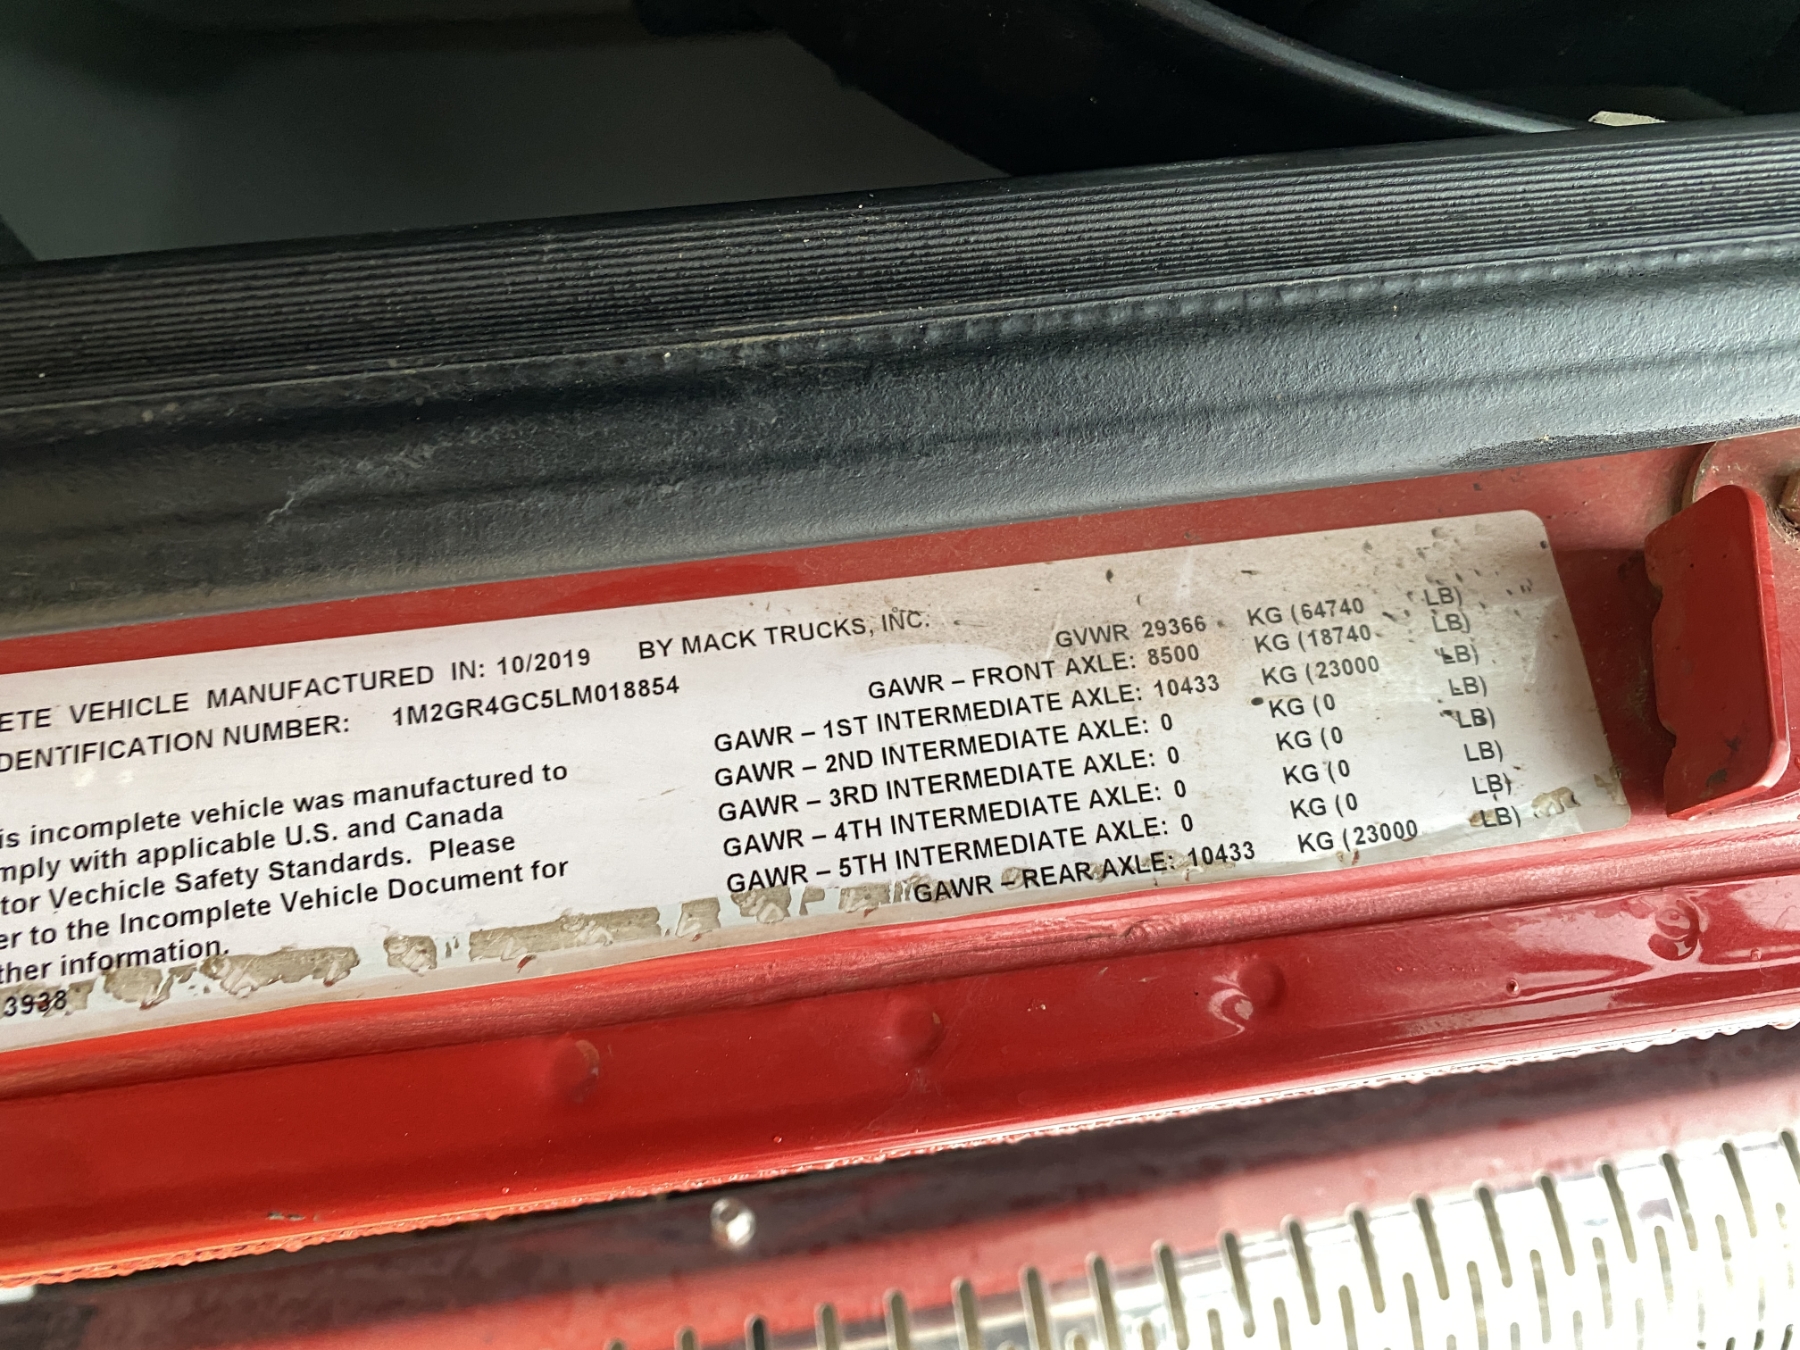 ETE VEHICLE MANUFACTURED IN: 10/2019 BY MACK TRUCKS, INC.
DENTIFICATION NUMBER: 1M2GR4GC5LM018854
is incomplete vehicle was manufactured to
mply with applicable U.S. and Canada
tor Vechicle Safety Standards. Please
er to the Incomplete Vehicle Document for
ther information.
3938
GVWR 29366 KG (64740 LB)
GAWR – FRONT AXLE: 8500 KG (18740 LB)
GAWR – 1ST INTERMEDIATE AXLE: 10433 KG (23000 LB)
GAWR – 2ND INTERMEDIATE AXLE: 0 KG (0 LB)
GAWR – 3RD INTERMEDIATE AXLE: 0 KG (0 LB)
GAWR – 4TH INTERMEDIATE AXLE: 0 KG (0 LB)
GAWR – 5TH INTERMEDIATE AXLE: 0 KG (0 LB)
GAWR – REAR AXLE: 10433 KG (23000 LB)